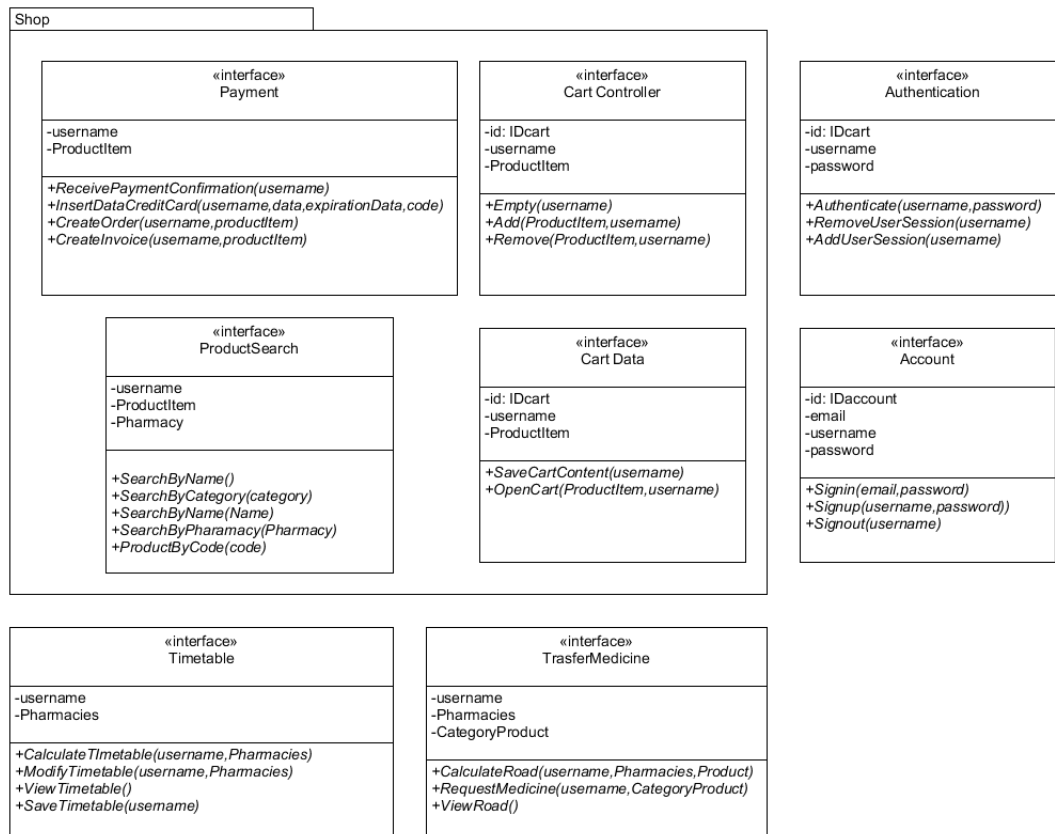 Shop
«interface»
Payment
-username
-ProductItem
+ReceivePaymentConfirmation(username)
+InsertDataCreditCard(username,data,expirationData,code)
+CreateOrder(username,productItem)
+CreateInvoice(username,productItem)
«interface»
Cart Controller
-id: IDcart
-username
-ProductItem
+Empty(username)
+Add(ProductItem,username)
+Remove(ProductItem,username)
«interface»
Authentication
-id: IDcart
-username
-password
+Authenticate(username,password)
+RemoveUserSession(username)
+AddUserSession(username)
«interface»
ProductSearch
-username
-ProductItem
-Pharmacy
+SearchByName()
+SearchByCategory(category)
+SearchByName(Name)
+SearchByPharamacy(Pharmacy)
+ProductByCode(code)
«interface»
Cart Data
-id: IDcart
-username
-ProductItem
+SaveCartContent(username)
+OpenCart(ProductItem,username)
«interface»
Account
-id: IDaccount
-email
-username
-password
+Signin(email,password)
+Signup(username,password))
+Signout(username)
«interface»
Timetable
-username
-Pharmacies
+CalculateTImetable(username,Pharmacies)
+ModifyTimetable(username,Pharmacies)
+ViewTimetable()
+SaveTimetable(username)
«interface»
TrasferMedicine
-username
-Pharmacies
-CategoryProduct
+CalculateRoad(username,Pharmacies,Product)
+RequestMedicine(username,CategoryProduct)
+ViewRoad()